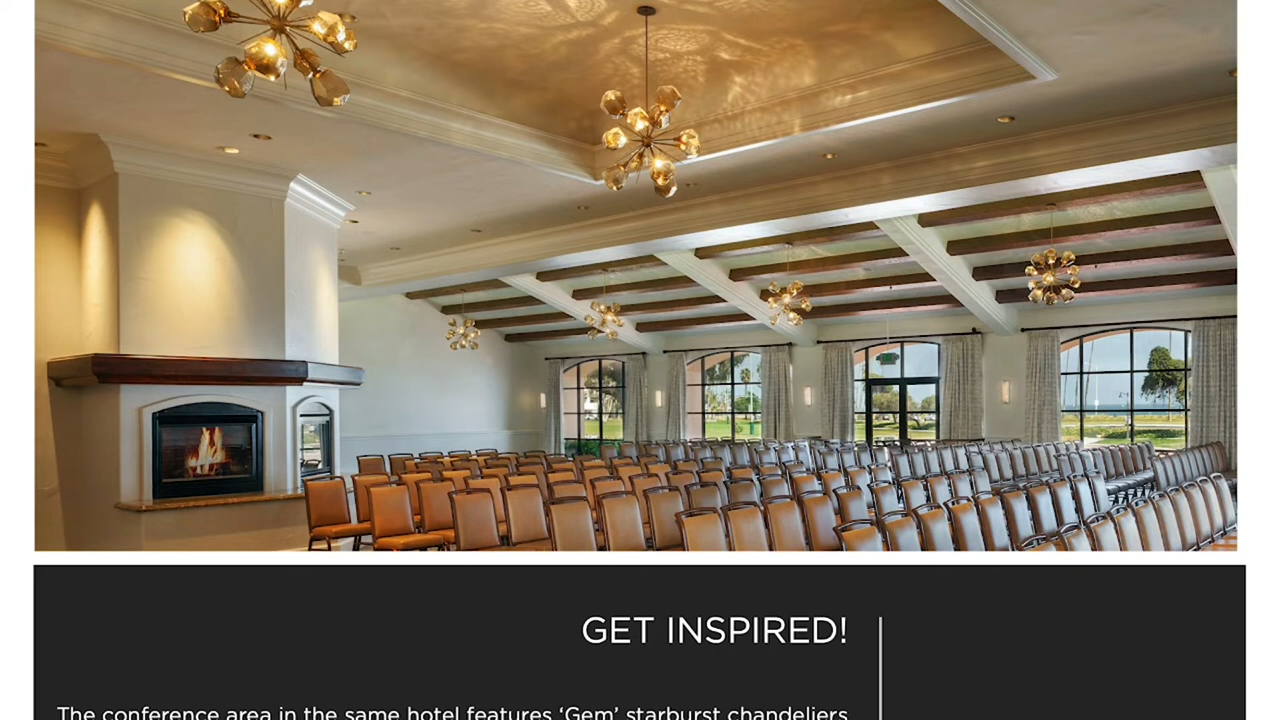 GET INSPIRED!
The conference area in the same hotel features ‘Gem’ starburst chandeliers